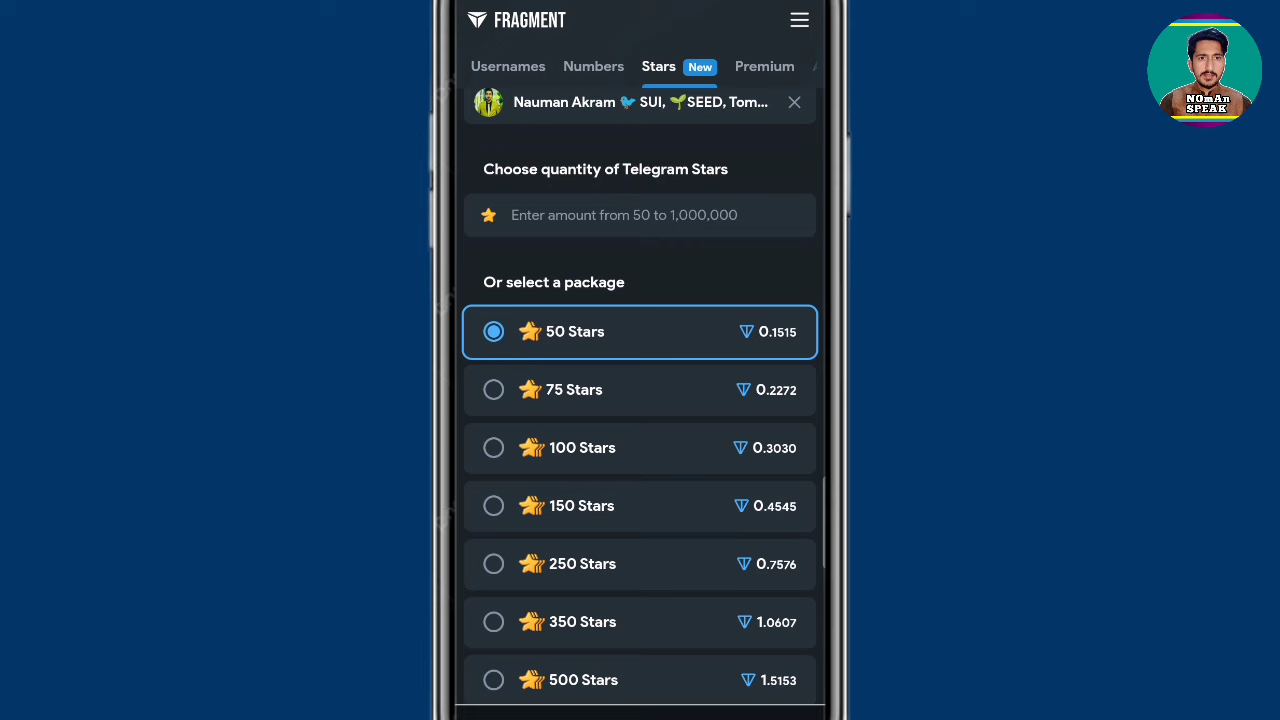 FRAGMENT
Usernames Numbers Stars New Premium
Nauman Akram 🐦 SUI, 🌱SEED, Tom...
Choose quantity of Telegram Stars
Enter amount from 50 to 1,000,000
Or select a package
50 Stars 0.1515
75 Stars 0.2272
100 Stars 0.3030
150 Stars 0.4545
250 Stars 0.7576
350 Stars 1.0607
500 Stars 1.5153
NOmAn
SPEAK